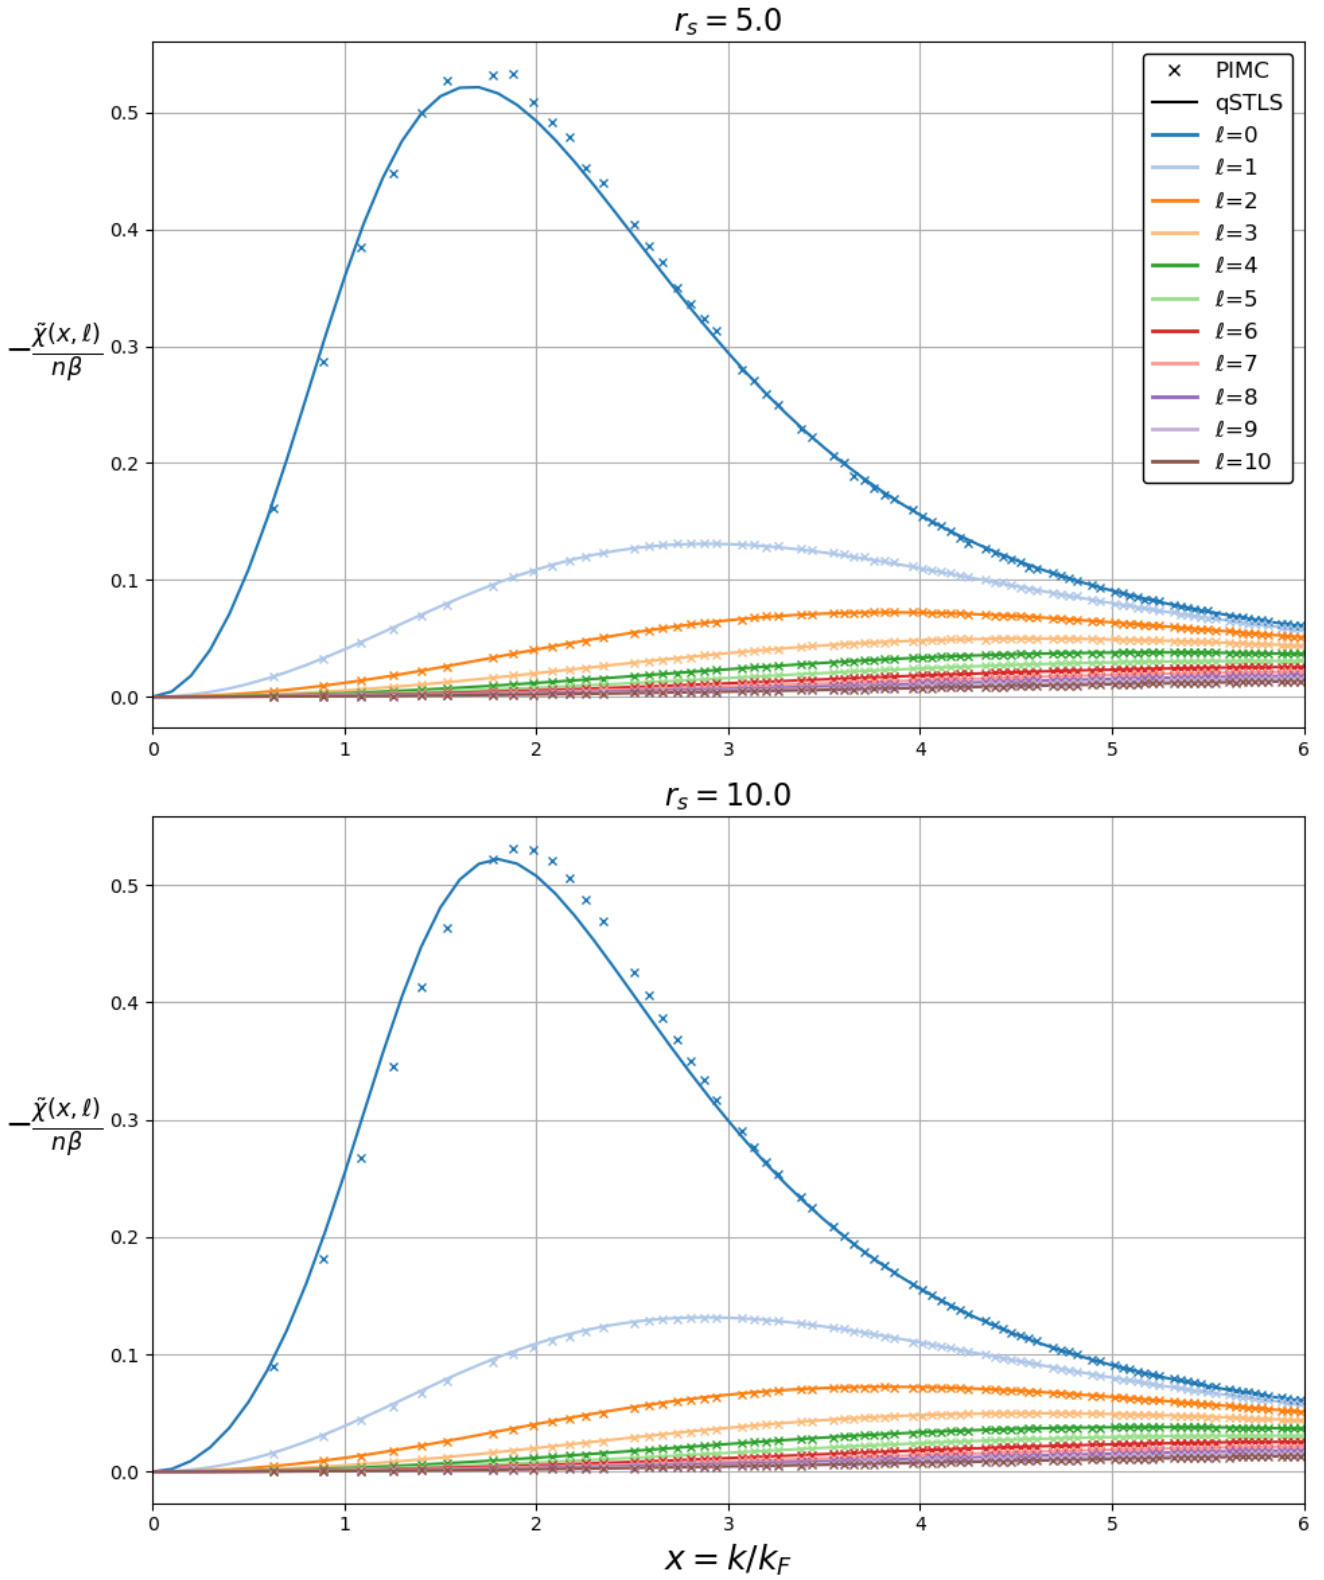 r_s = 5.0
PIMC
qSTLS
ℓ=0
ℓ=1
ℓ=2
ℓ=3
ℓ=4
ℓ=5
ℓ=6
ℓ=7
ℓ=8
ℓ=9
ℓ=10
0.5
0.4
0.3
0.2
0.1
0.0
−χ̃(x, ℓ)/nβ
0 1 2 3 4 5 6
r_s = 10.0
0.5
0.4
0.3
0.2
0.1
0.0
−χ̃(x, ℓ)/nβ
0 1 2 3 4 5 6
x = k/k_F